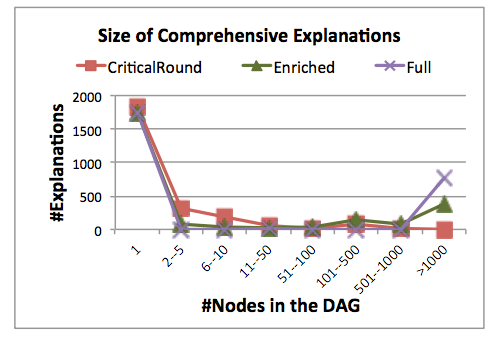 Size of Comprehensive Explanations
CriticalRound Enriched Full
#Explanations
2000
1500
1000
500
0
1 2--5 6--10 11--50 51--100 101--500 501--1000 >1000
#Nodes in the DAG